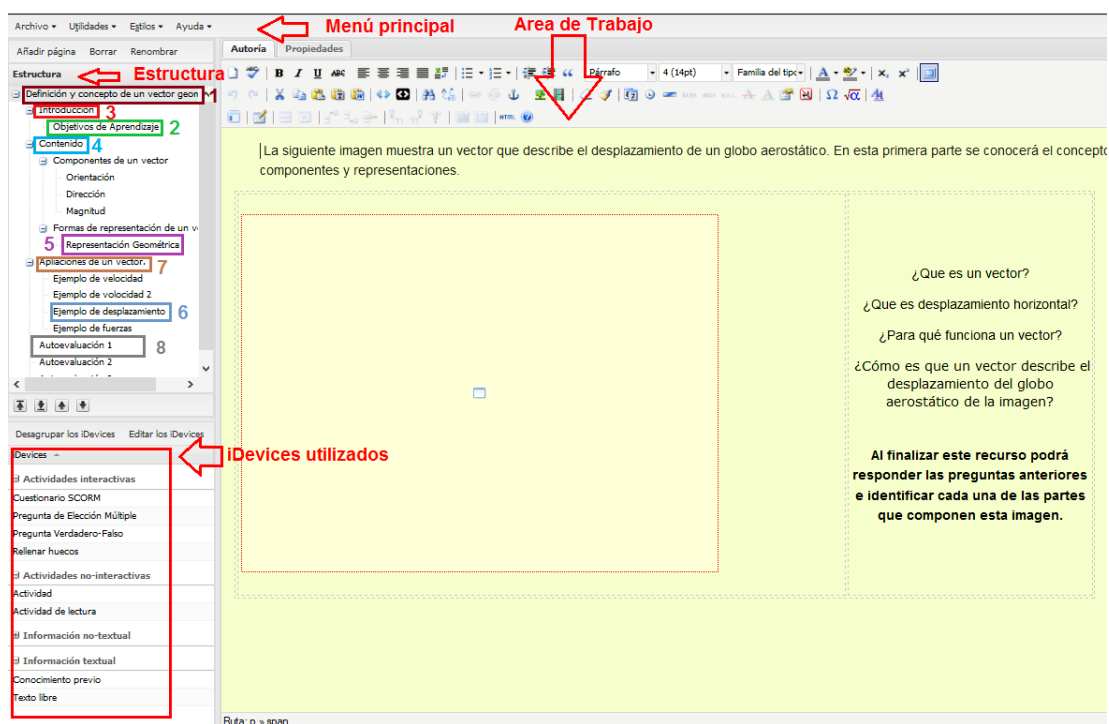 Archivo Utilidades Estilos Ayuda
Menú principal
Area de Trabajo
Añadir página Borrar Renombrar
Autoría Propiedades
Estructura
Estructura
B I U ABC Párrafo 4 (14pt) Familia del tipo A ab x, x²
Definición y concepto de un vector geon 1
Introducción 3
Objetivos de Aprendizaje 2
Contenido 4
Componentes de un vector
Orientación
Dirección
Magnitud
Formas de representación de un v
5 Representación Geométrica
Apliaciones de un vector. 7
Ejemplo de velocidad
Ejemplo de volocidad 2
Ejemplo de desplazamiento 6
Ejemplo de fuerzas
Autoevaluación 1 8
Autoevaluación 2
Ω √α
HTML
La siguiente imagen muestra un vector que describe el desplazamiento de un globo aerostático. En esta primera parte se conocerá el concepto
componentes y representaciones.
¿Que es un vector?
¿Que es desplazamiento horizontal?
¿Para qué funciona un vector?
¿Cómo es que un vector describe el
desplazamiento del globo
aerostático de la imagen?
Al finalizar este recurso podrá
responder las preguntas anteriores
e identificar cada una de las partes
que componen esta imagen.
Desagrupar los iDevices Editar los iDevices
iDevices
iDevices utilizados
Actividades interactivas
Cuestionario SCORM
Pregunta de Elección Múltiple
Pregunta Verdadero-Falso
Rellenar huecos
Actividades no-interactivas
Actividad
Actividad de lectura
Información no-textual
Información textual
Conocimiento previo
Texto libre
Ruta: p » span